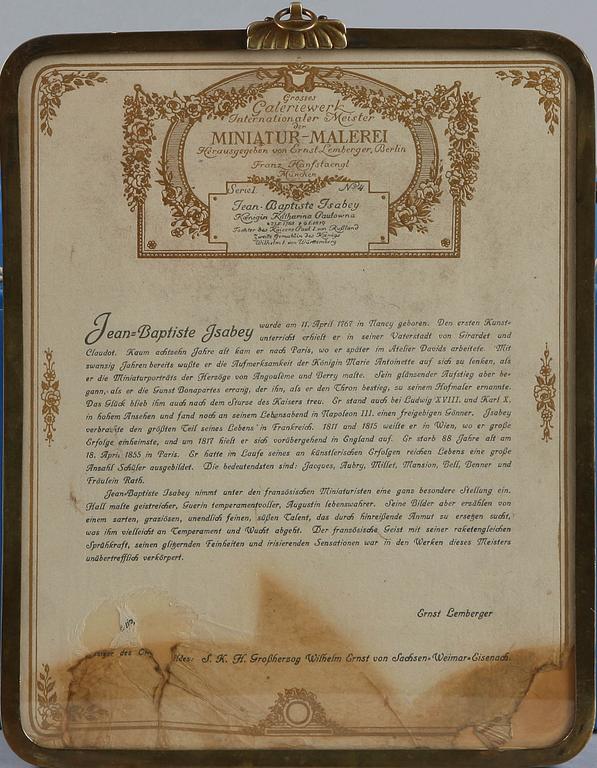 Grosses
Galeriewerk
Internationaler Meister
der
MINIATUR-MALEREI
Herausgegeben von Ernst Lemberger, Berlin
Franz Hanfstaengl
München
Serie I. No 4
Jean-Baptiste Isabey
Königin Katharina Paulowna
Tochter des Kaisers Paul I. von Rußland
Zweite Gemahlin des Königs
Wilhelm I. von Württemberg
Jean-Baptiste Isabey wurde am 11. April 1767 in Nancy geboren. Den ersten Kunst-
unterricht erhielt er in seiner Vaterstadt von Girardet und
Claudot. Kaum achtzehn Jahre alt kam er nach Paris, wo er später im Atelier Davids arbeitete. Mit
zwanzig Jahren bereits wußte er die Aufmerksamkeit der Königin Marie Antoinette auf sich zu lenken, als
er die Miniaturporträts der Herzöge von Angoulème und Berry malte. Sein glänzender Aufstieg aber be-
gann, als er die Gunst Bonapartes errang, der ihn, als er den Thron bestieg, zu seinem Hofmaler ernannte.
Das Glück blieb ihm auch nach dem Sturze des Kaisers treu. Er stand auch bei Ludwig XVIII. und Karl X.
in hohem Ansehen und fand noch an seinem Lebensabend in Napoleon III. einen freigebigen Gönner. Isabey
verbrachte den größten Teil seines Lebens in Frankreich. 1811 und 1815 weilte er in Wien, wo er große
Erfolge einheimste, und um 1817 hielt er sich vorübergehend in England auf. Er starb 88 Jahre alt am
18. April 1855 in Paris. Er hatte im Laufe seines an künstlerischen Erfolgen reichen Lebens eine große
Anzahl Schüler ausgebildet. Die bedeutendsten sind: Jacques, Aubry, Millet, Mansion, Bell, Benner und
Fräulein Rath.
Jean-Baptiste Isabey nimmt unter den französischen Miniaturisten eine ganz besondere Stellung ein.
Hall malte geistreicher, Guerin temperamentvoller, Augustin lebenswahrer. Seine Bilder aber erzählen von
einem zarten, graziösen, unendlich feinen, süßen Talent, das durch hinreißende Anmut zu ersetzen sucht,
was ihm vielleicht an Temperament und Wucht abgeht. Der französische Geist mit seiner raketengleichen
Sprühkraft, seinen glitzernden Feinheiten und irisierenden Sensationen war in den Werken dieses Meisters
unübertrefflich verkörpert.
Ernst Lemberger
des S. K. H. Großherzog Wilhelm Ernst von Sachsen-Weimar-Eisenach.